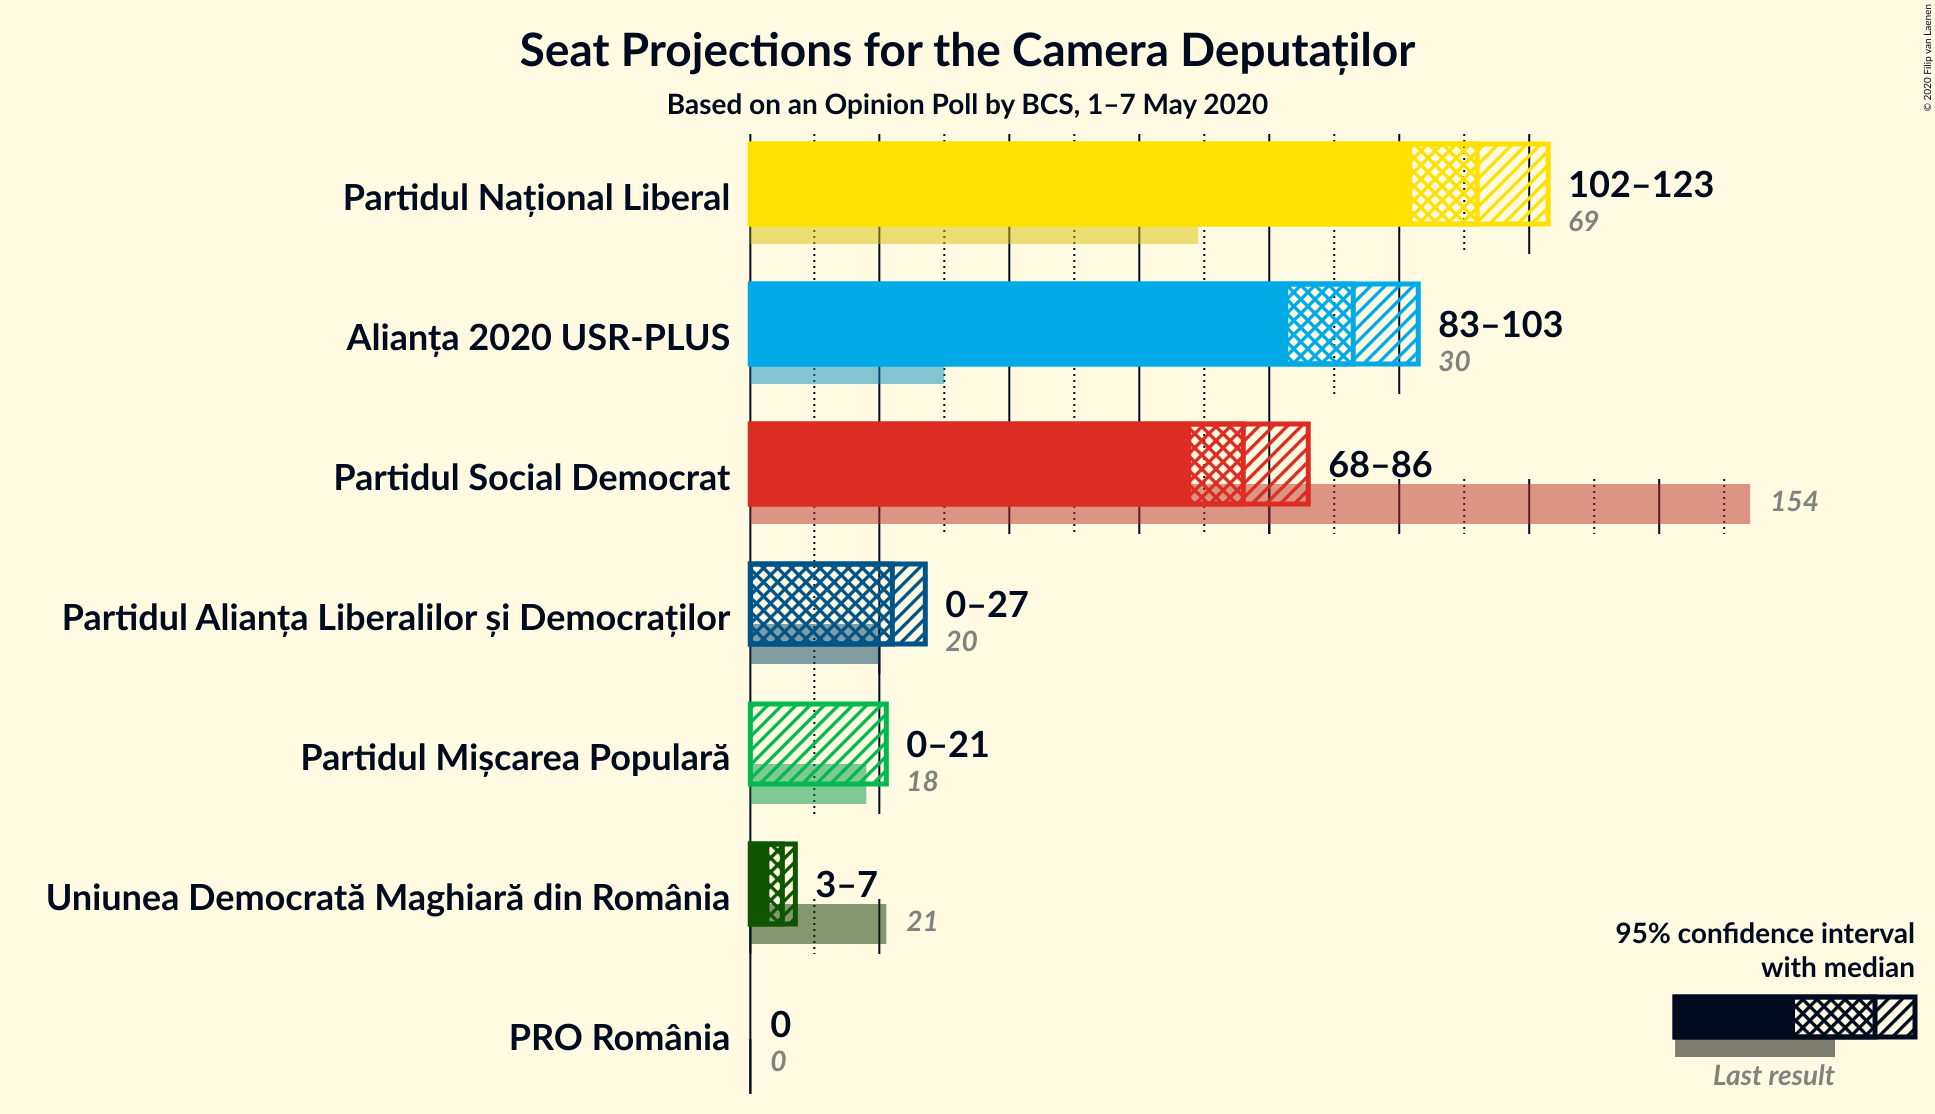 Seat Projections for the Camera Deputaților
Based on an Opinion Poll by BCS, 1–7 May 2020
© 2020 Filip van Laenen
Partidul Național Liberal
102–123
69
Alianța 2020 USR-PLUS
83–103
30
Partidul Social Democrat
68–86
154
Partidul Alianța Liberalilor și Democraților
0–27
20
Partidul Mișcarea Populară
0–21
18
Uniunea Democrată Maghiară din România
3–7
21
PRO România
0
0
95% confidence interval
with median
Last result